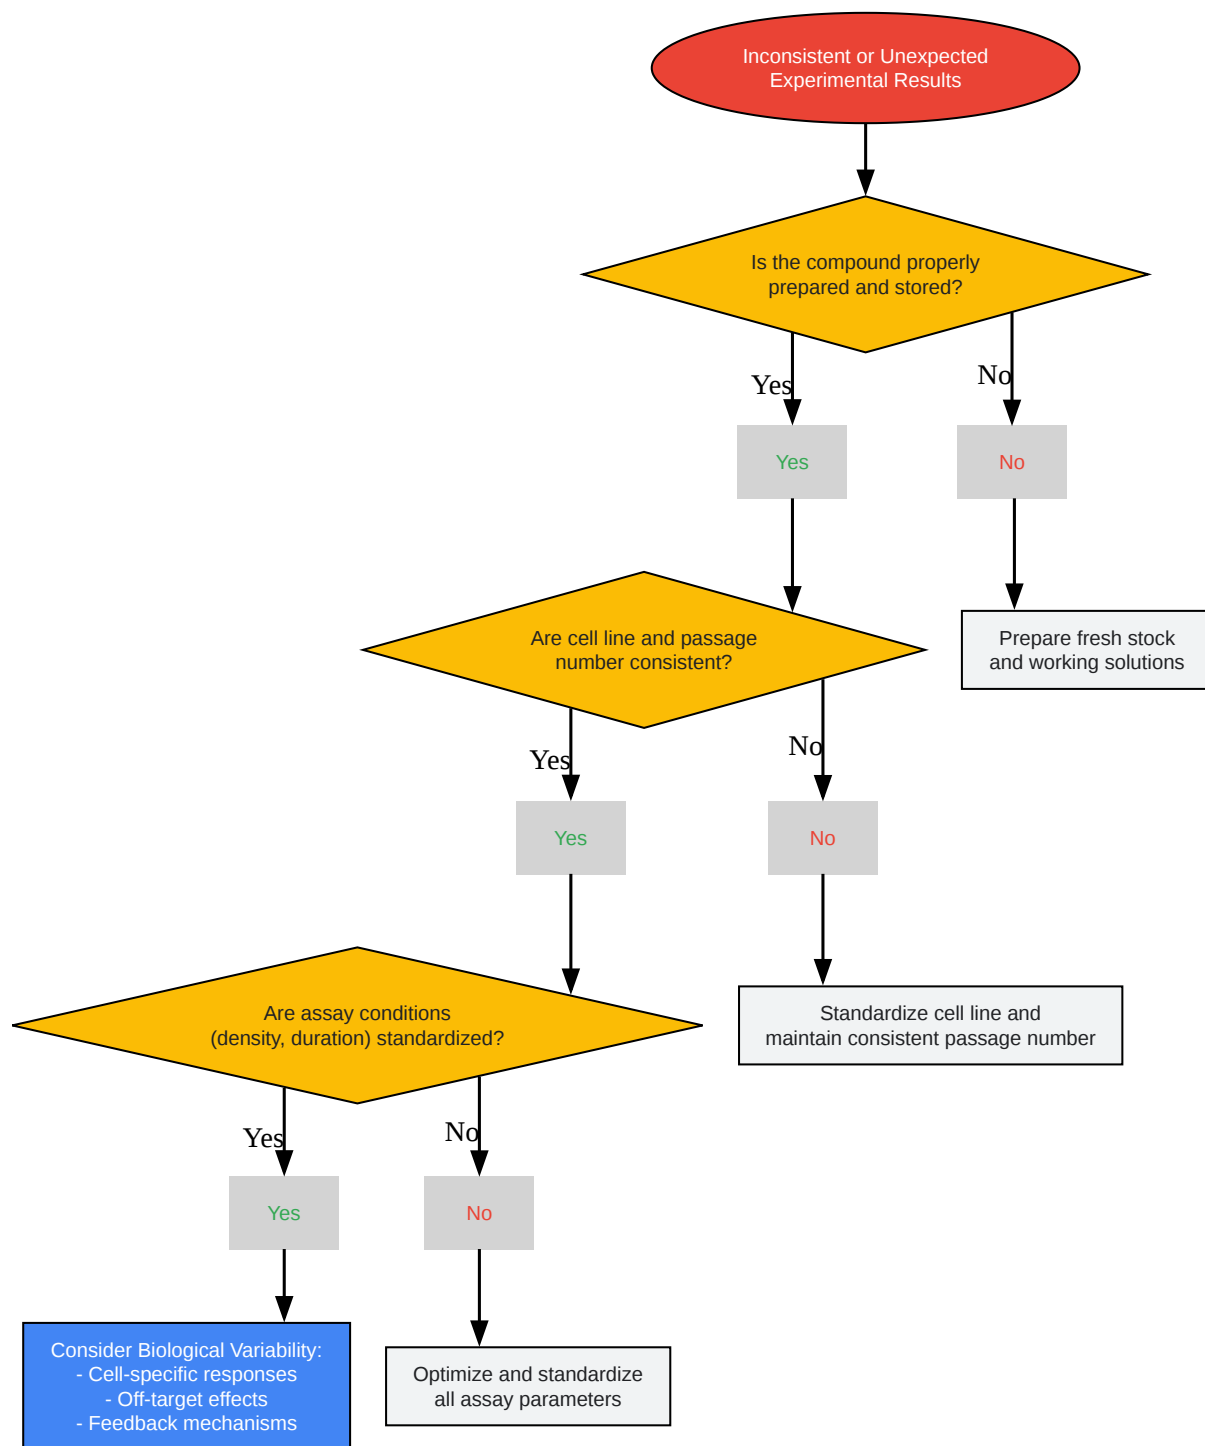 Inconsistent or Unexpected
Experimental Results
Is the compound properly
prepared and stored?
Yes
No
Yes
No
Are cell line and passage
number consistent?
Prepare fresh stock
and working solutions
Yes
No
Yes
No
Are assay conditions
(density, duration) standardized?
Standardize cell line and
maintain consistent passage number
Yes
No
Yes
No
Consider Biological Variability:
- Cell-specific responses
- Off-target effects
- Feedback mechanisms
Optimize and standardize
all assay parameters